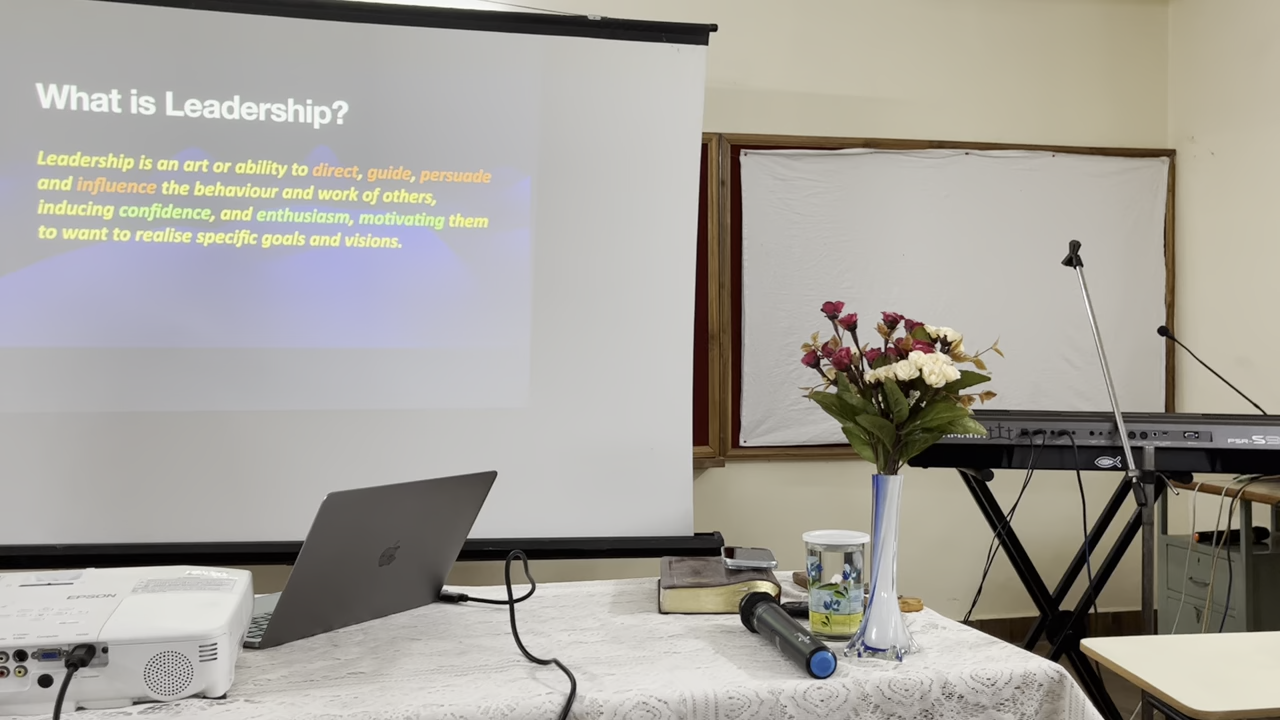 What is Leadership?
Leadership is an art or ability to direct, guide, persuade
and influence the behaviour and work of others,
inducing confidence, and enthusiasm, motivating them
to want to realise specific goals and visions.
EPSON
PSR-S